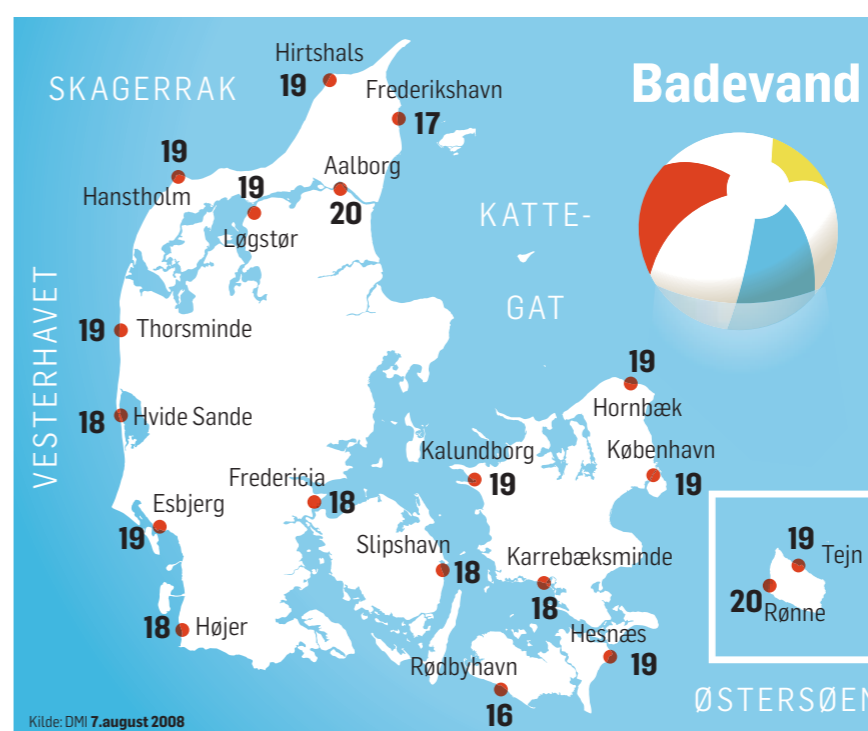 Badevand
SKAGERRAK
Hirtshals
19
Frederikshavn
17
19
Hanstholm
19
Løgstør
Aalborg
20
KATTE-
GAT
VESTERHAVET
19 Thorsminde
18 Hvide Sande
19
Hornbæk
Kalundborg
19
København
19
Fredericia
18
Esbjerg
19
Slipshavn
18
Karrebæksminde
18
18 Højer
Hesnæs
19
Rødbyhavn
16
19
Tejn
20 Rønne
ØSTERSØEN
Kilde: DMI 7.august 2008